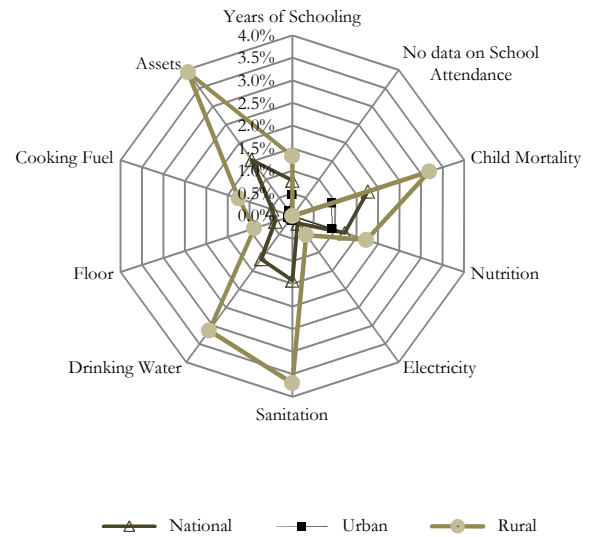 Years of Schooling
4.0%
3.5%
3.0%
2.5%
2.0%
1.5%
1.0%
0.5%
0.0%
No data on School
Attendance
Child Mortality
Nutrition
Electricity
Sanitation
Drinking Water
Floor
Cooking Fuel
Assets
National
Urban
Rural